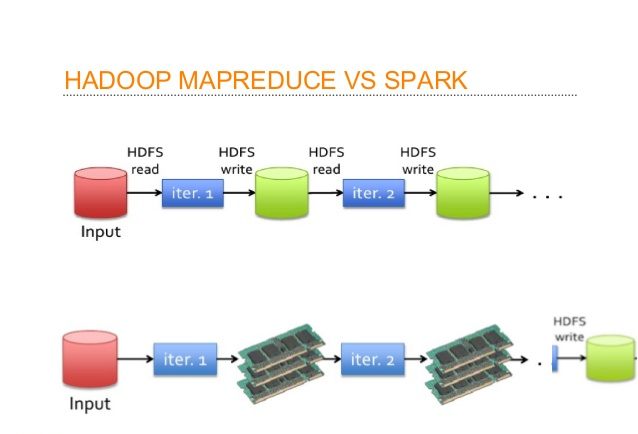 HADOOP MAPREDUCE VS SPARK
HDFS
read
HDFS
write
HDFS
read
HDFS
write
iter. 1
iter. 2
. . .
Input
HDFS
write
iter. 1
iter. 2
.
Input